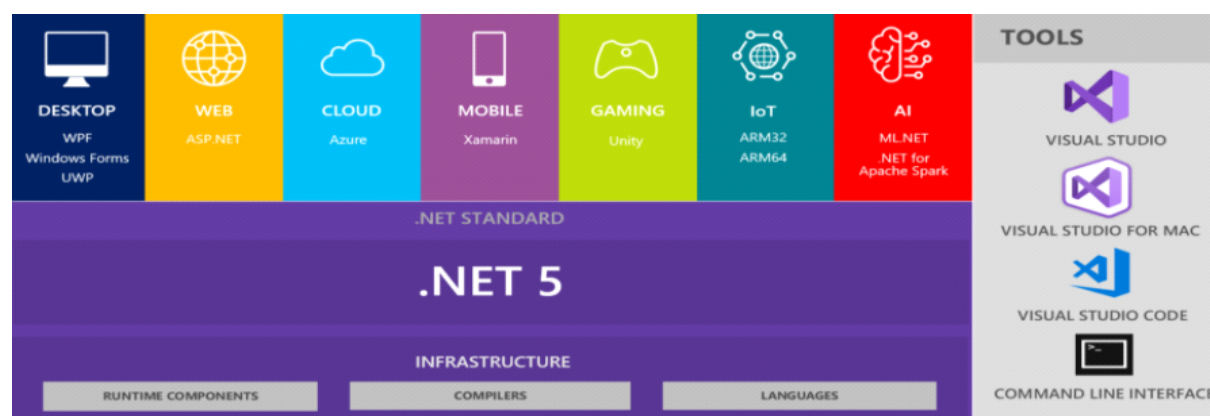 DESKTOP
WPF
Windows Forms
UWP
WEB
ASP.NET
CLOUD
Azure
MOBILE
Xamarin
GAMING
Unity
IoT
ARM32
ARM64
AI
ML.NET
.NET for
Apache Spark
.NET STANDARD
.NET 5
INFRASTRUCTURE
RUNTIME COMPONENTS
COMPILERS
LANGUAGES
TOOLS
VISUAL STUDIO
VISUAL STUDIO FOR MAC
VISUAL STUDIO CODE
>_
COMMAND LINE INTERFACE